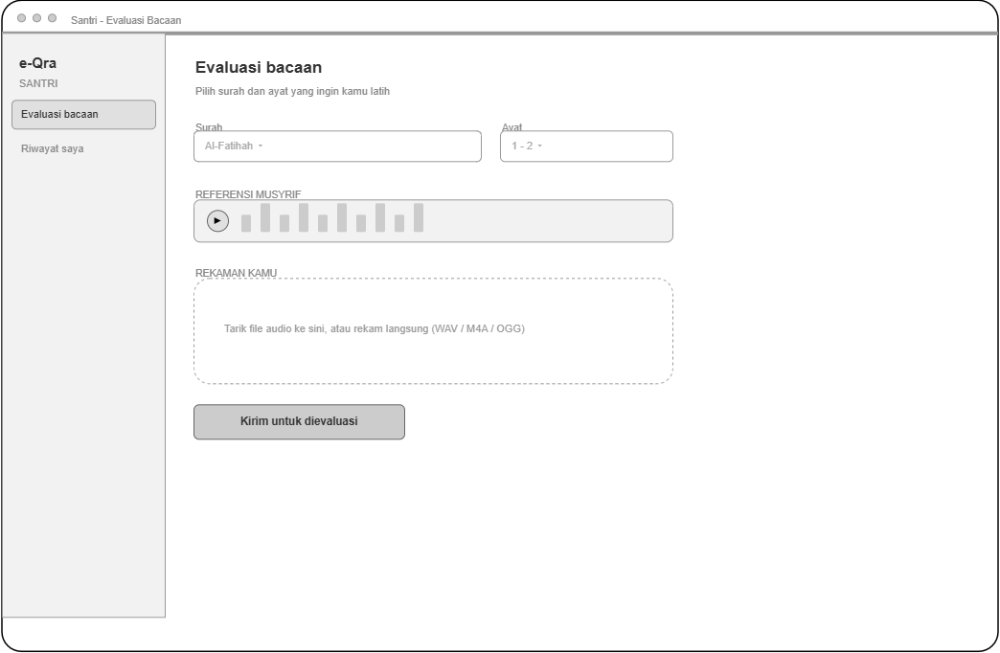 Santri - Evaluasi Bacaan
e-Qra
SANTRI
Evaluasi bacaan
Riwayat saya
Evaluasi bacaan
Pilih surah dan ayat yang ingin kamu latih
Surah
Al-Fatihah
Ayat
1 - 2
REFERENSI MUSYRIF
REKAMAN KAMU
Tarik file audio ke sini, atau rekam langsung (WAV / M4A / OGG)
Kirim untuk dievaluasi